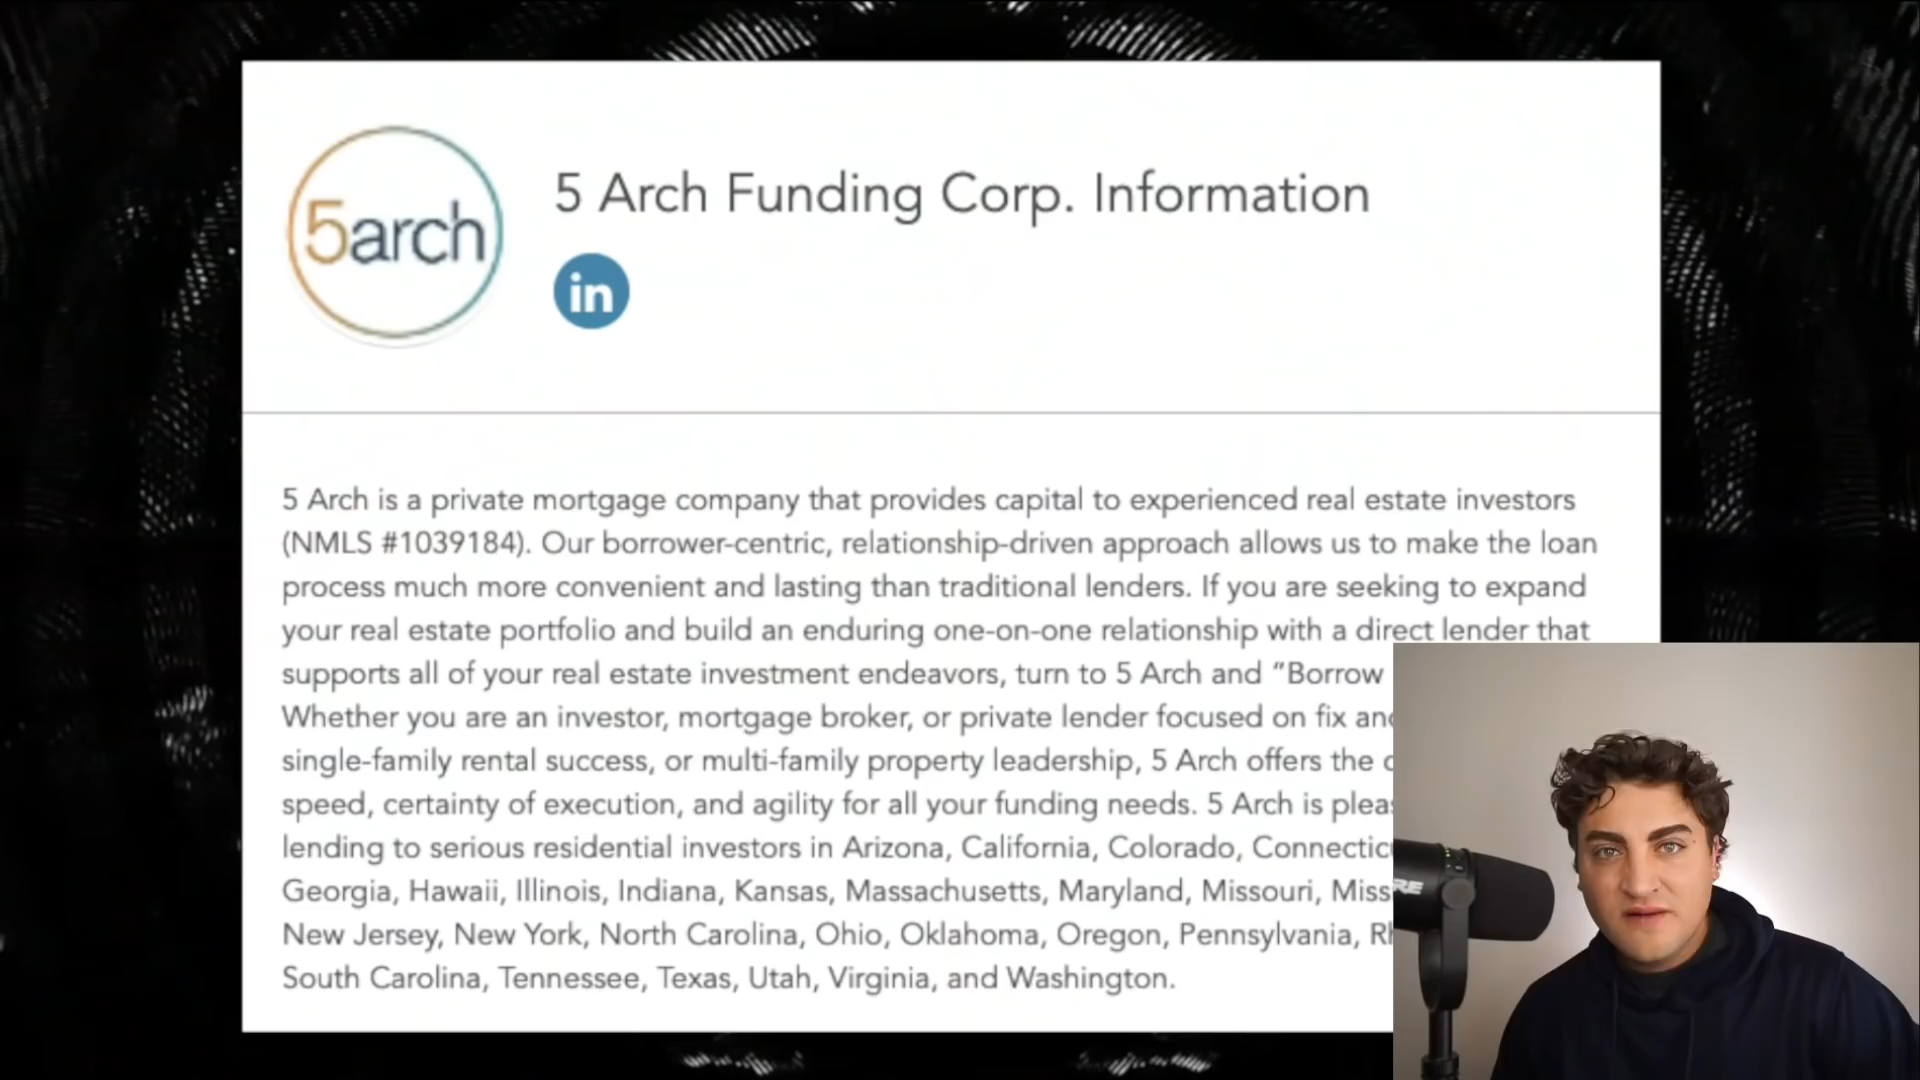 5arch
5 Arch Funding Corp. Information
in
5 Arch is a private mortgage company that provides capital to experienced real estate investors
(NMLS #1039184). Our borrower-centric, relationship-driven approach allows us to make the loan
process much more convenient and lasting than traditional lenders. If you are seeking to expand
your real estate portfolio and build an enduring one-on-one relationship with a direct lender that
supports all of your real estate investment endeavors, turn to 5 Arch and “Borrow
Whether you are an investor, mortgage broker, or private lender focused on fix
single-family rental success, or multi-family property leadership, 5 Arch offers the
speed, certainty of execution, and agility for all your funding needs. 5 Arch is
lending to serious residential investors in Arizona, California, Colorado,
Georgia, Hawaii, Illinois, Indiana, Kansas, Massachusetts, Maryland, Missouri,
New Jersey, New York, North Carolina, Ohio, Oklahoma, Oregon, Pennsylvania,
South Carolina, Tennessee, Texas, Utah, Virginia, and Washington.